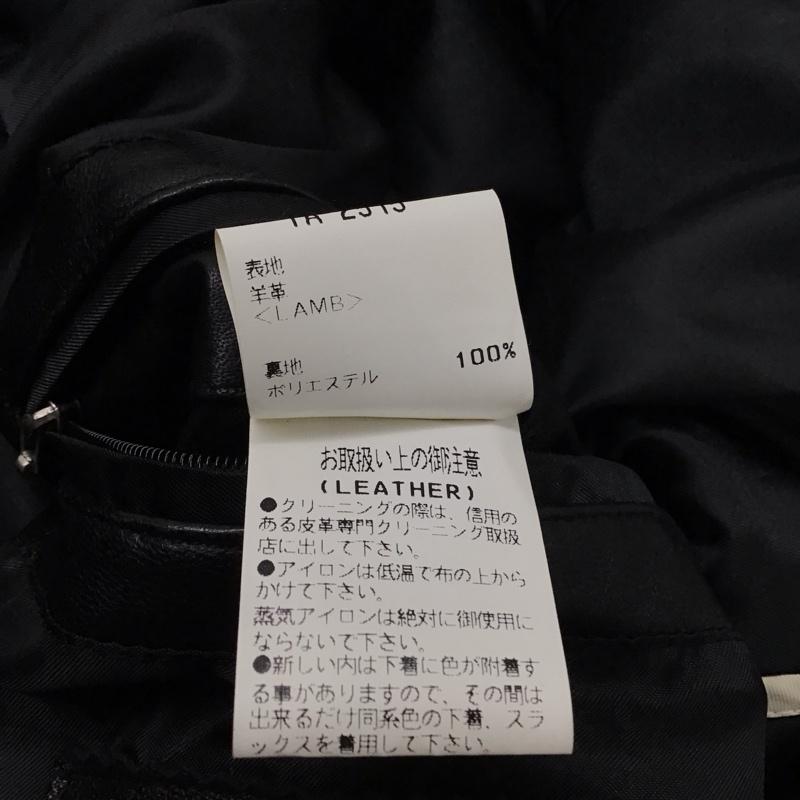 表地
羊革
<LAMB>
裏地
ポリエステル 100%
お取扱い上の御注意
(LEATHER)
●クリーニングの際は、信用の
ある皮革専門クリーニング取扱
店に出して下さい。
●アイロンは低温で布の上から
かけて下さい。
蒸気アイロンは絶対に御使用に
ならないで下さい。
●新しい内は下着に色が附着す
る事がありますので、その間は
出来るだけ同系色の下着、スラ
ックスを着用して下さい。